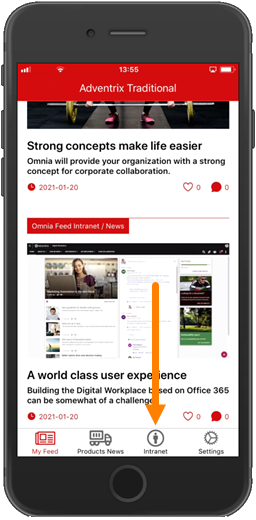 13:55
Adventrix Traditional
Strong concepts make life easier
Omnia will provide your organization with a strong
concept for corporate collaboration.
2021-01-20 0 0
Omnia Feed Intranet / News
A world class user experience
Building the Digital Workplace based on Office 365
can be somewhat of a challenge
2021-01-20 0 0
My Feed Products News Intranet Settings